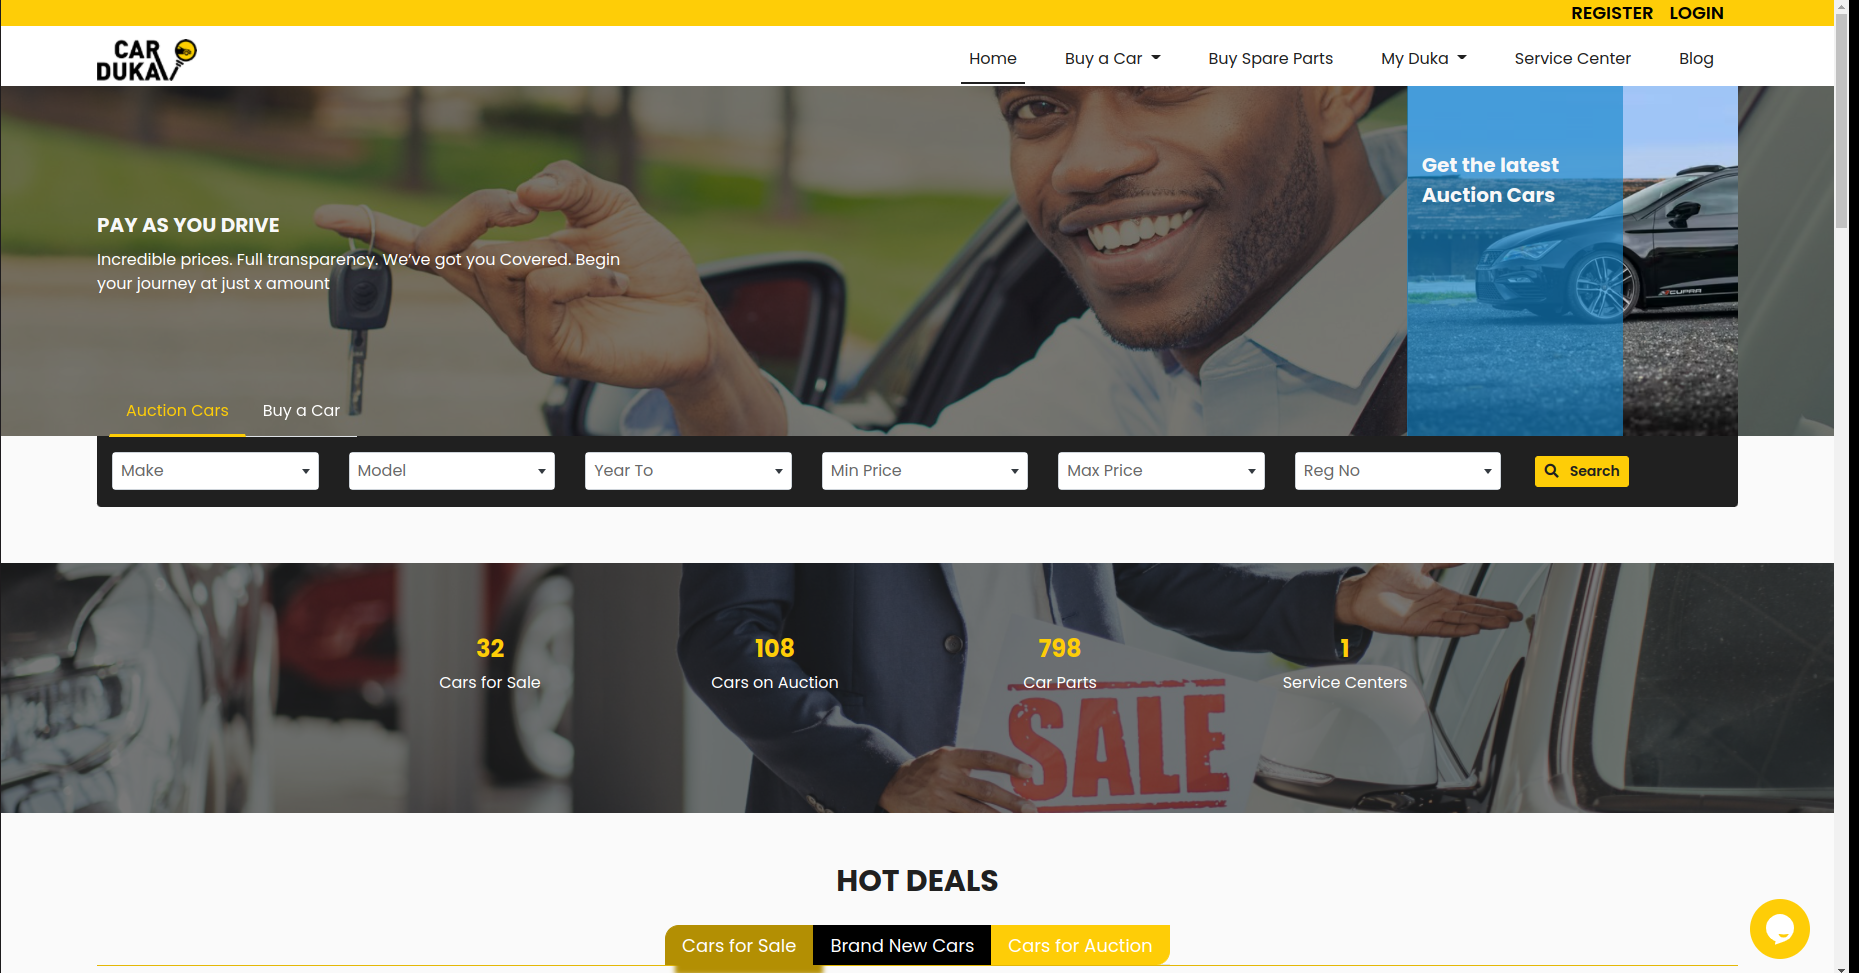 REGISTER LOGIN
CAR
DUKA
Home Buy a Car Buy Spare Parts My Duka Service Center Blog
Get the latest
Auction Cars
PAY AS YOU DRIVE
Incredible prices. Full transparency. We’ve got you Covered. Begin
your journey at just x amount
CUPRA
Auction Cars Buy a Car
Make Model Year To Min Price Max Price Reg No Search
32 108 798 1
Cars for Sale Cars on Auction Car Parts Service Centers
SALE
HOT DEALS
Cars for Sale Brand New Cars Cars for Auction